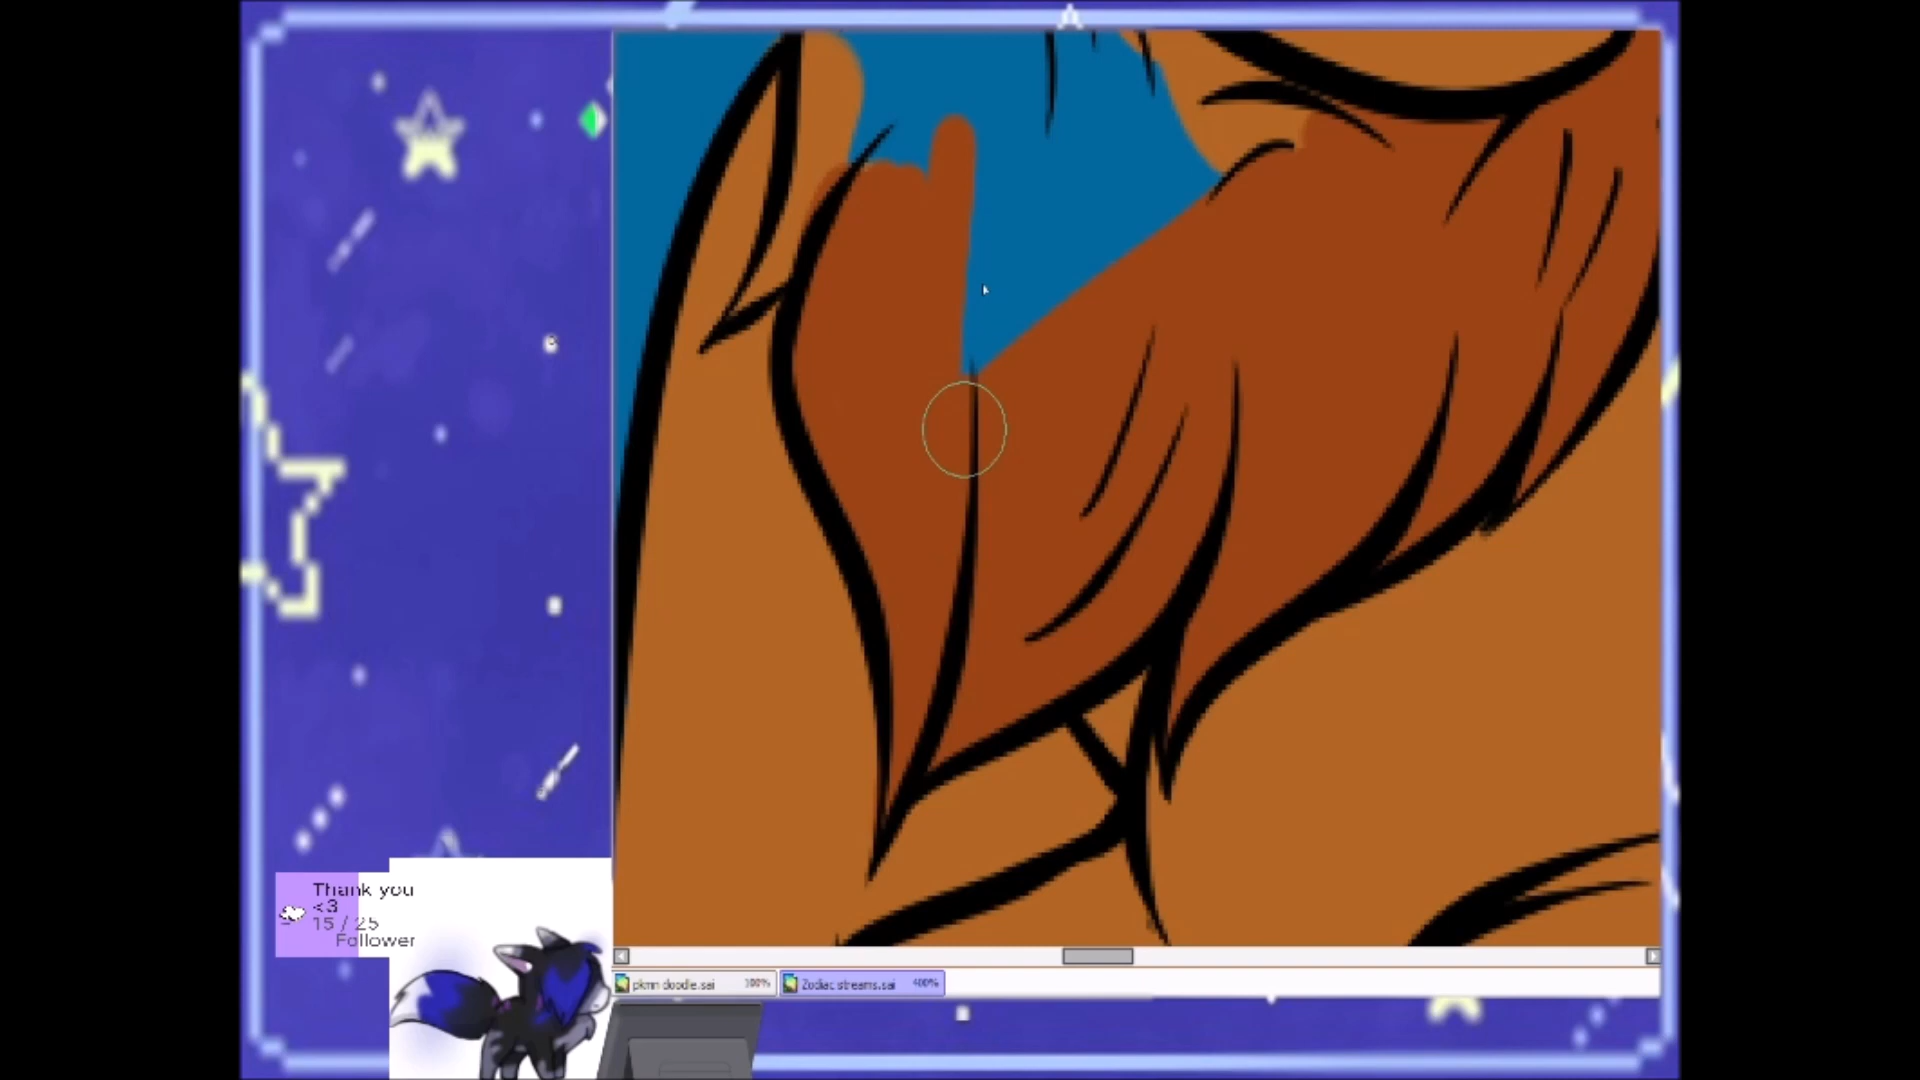 Thank you
<3
15 / 25
Follower
pkmn doodle.sai 100%
Zodiac streams.sai 400%